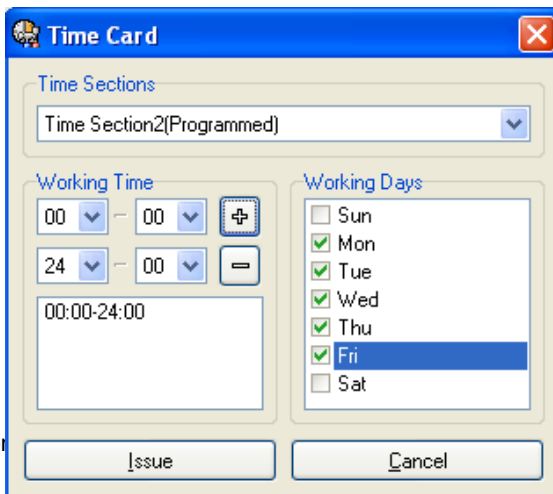 Time Card
Time Sections
Time Section2(Programmed)
Working Time
00 – 00
24 – 00
00:00-24:00
Working Days
Sun
Mon
Tue
Wed
Thu
Fri
Sat
Issue
Cancel